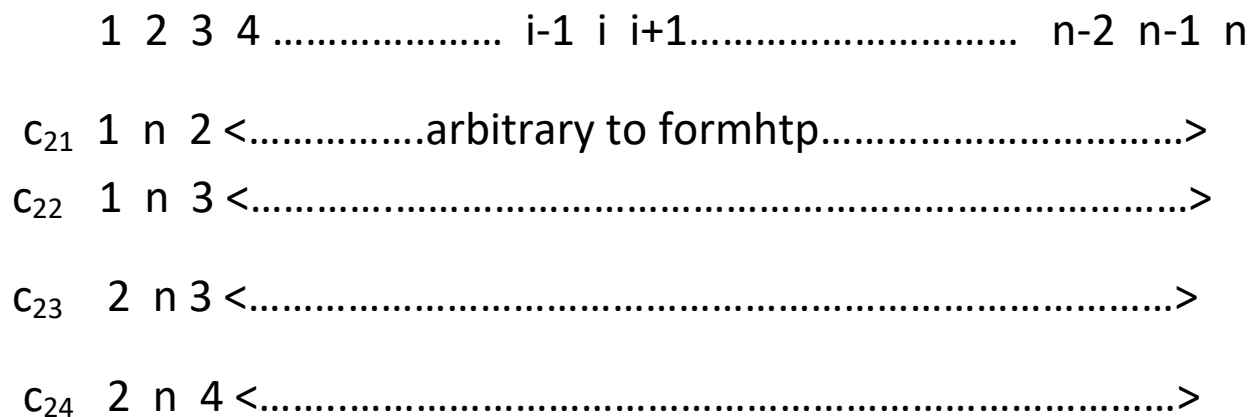 1 2 3 4 ………………… i-1 i i+1………………………… n-2 n-1 n
c₂₁ 1 n 2 <…………….arbitrary to formhtp……………………………>
c₂₂ 1 n 3 <………….………………………………………………………………>
c₂₃ 2 n 3 <…………………………………………………………………………>
c₂₄ 2 n 4 <…….…………………………………………………………………>